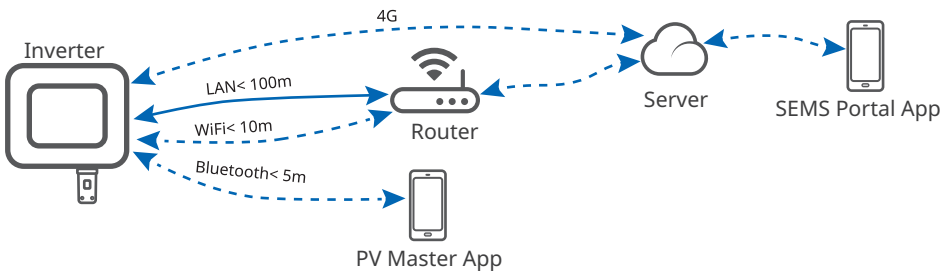 4G
Inverter
LAN< 100m
WiFi< 10m
Bluetooth< 5m
Router
Server
SEMS Portal App
PV Master App